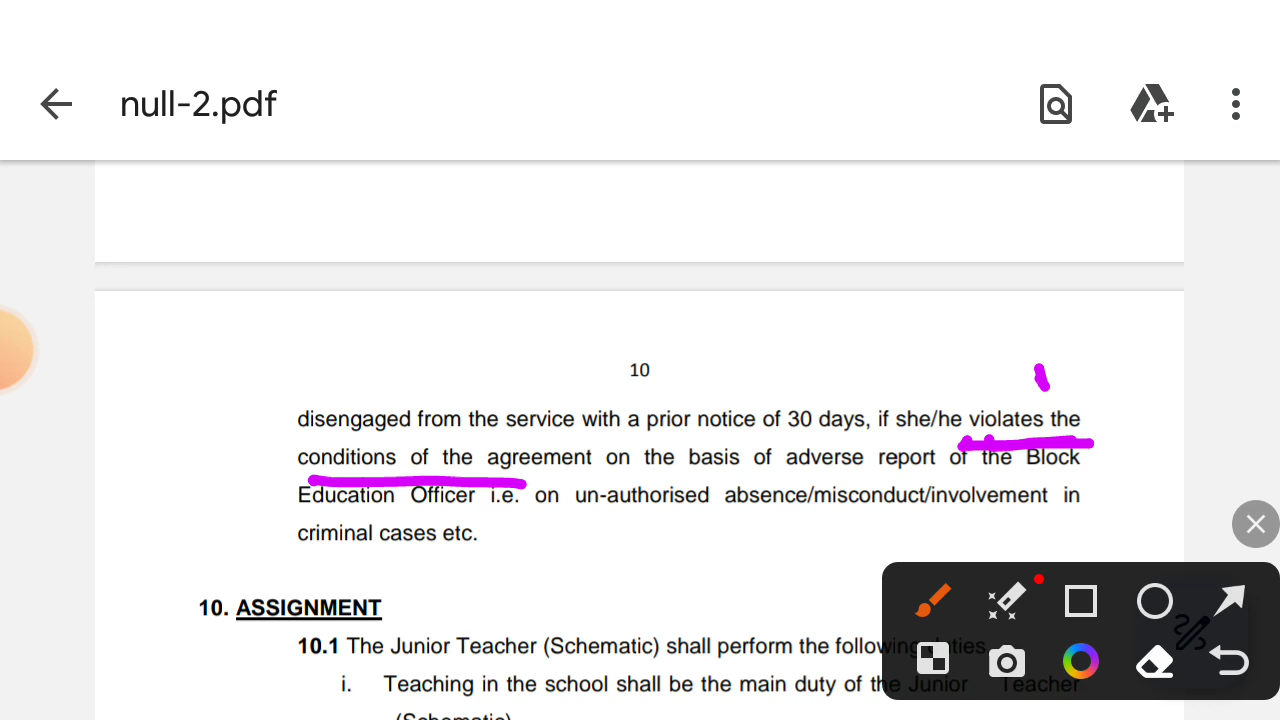 null-2.pdf
10
disengaged from the service with a prior notice of 30 days, if she/he violates the
conditions of the agreement on the basis of adverse report of the Block
Education Officer i.e. on un-authorised absence/misconduct/involvement in
criminal cases etc.
10. ASSIGNMENT
10.1 The Junior Teacher (Schematic) shall perform the following duties
i. Teaching in the school shall be the main duty of the Junior Teacher
(Schematic)